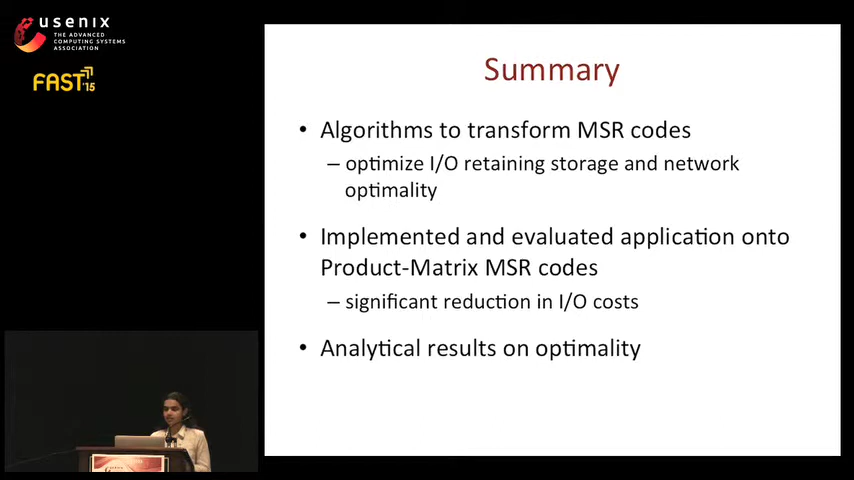 usenix
THE ADVANCED
COMPUTING SYSTEMS
ASSOCIATION
FAST '15
Summary
• Algorithms to transform MSR codes
– optimize I/O retaining storage and network
optimality
• Implemented and evaluated application onto
Product-Matrix MSR codes
– significant reduction in I/O costs
• Analytical results on optimality